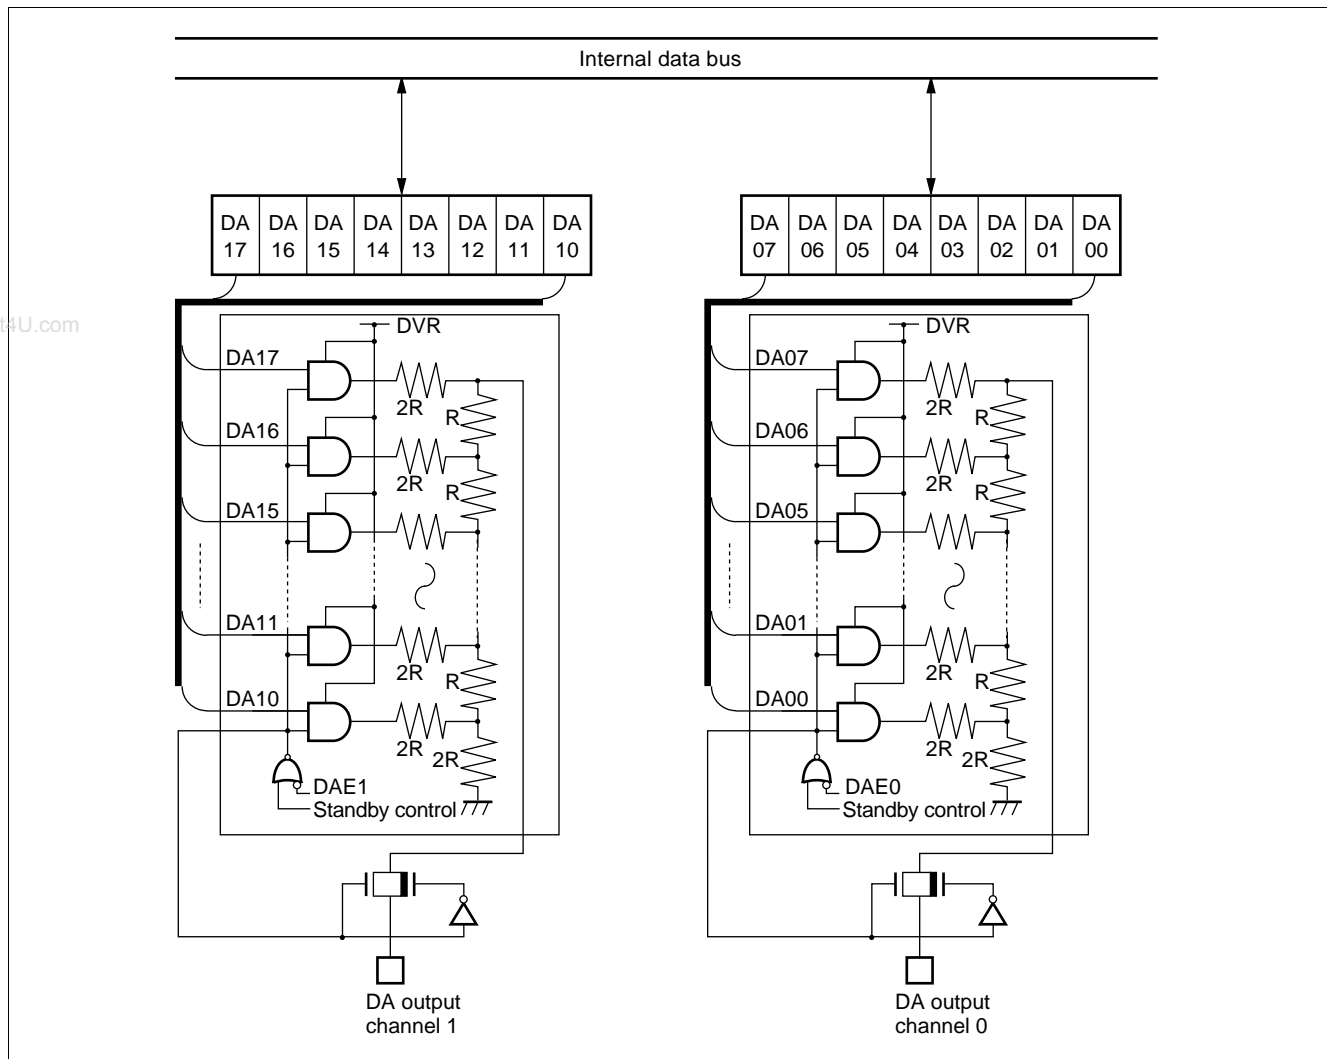 Internal data bus
DA 17 DA 16 DA 15 DA 14 DA 13 DA 12 DA 11 DA 10
DA 07 DA 06 DA 05 DA 04 DA 03 DA 02 DA 01 DA 00
t4U.com
DVR
DA17
2R
R
DA16
2R
R
DA15
DA11
2R
R
DA10
2R
2R
DAE1
Standby control
DA output
channel 1
DVR
DA07
2R
R
DA06
2R
R
DA05
DA01
2R
R
DA00
2R
2R
DAE0
Standby control
DA output
channel 0